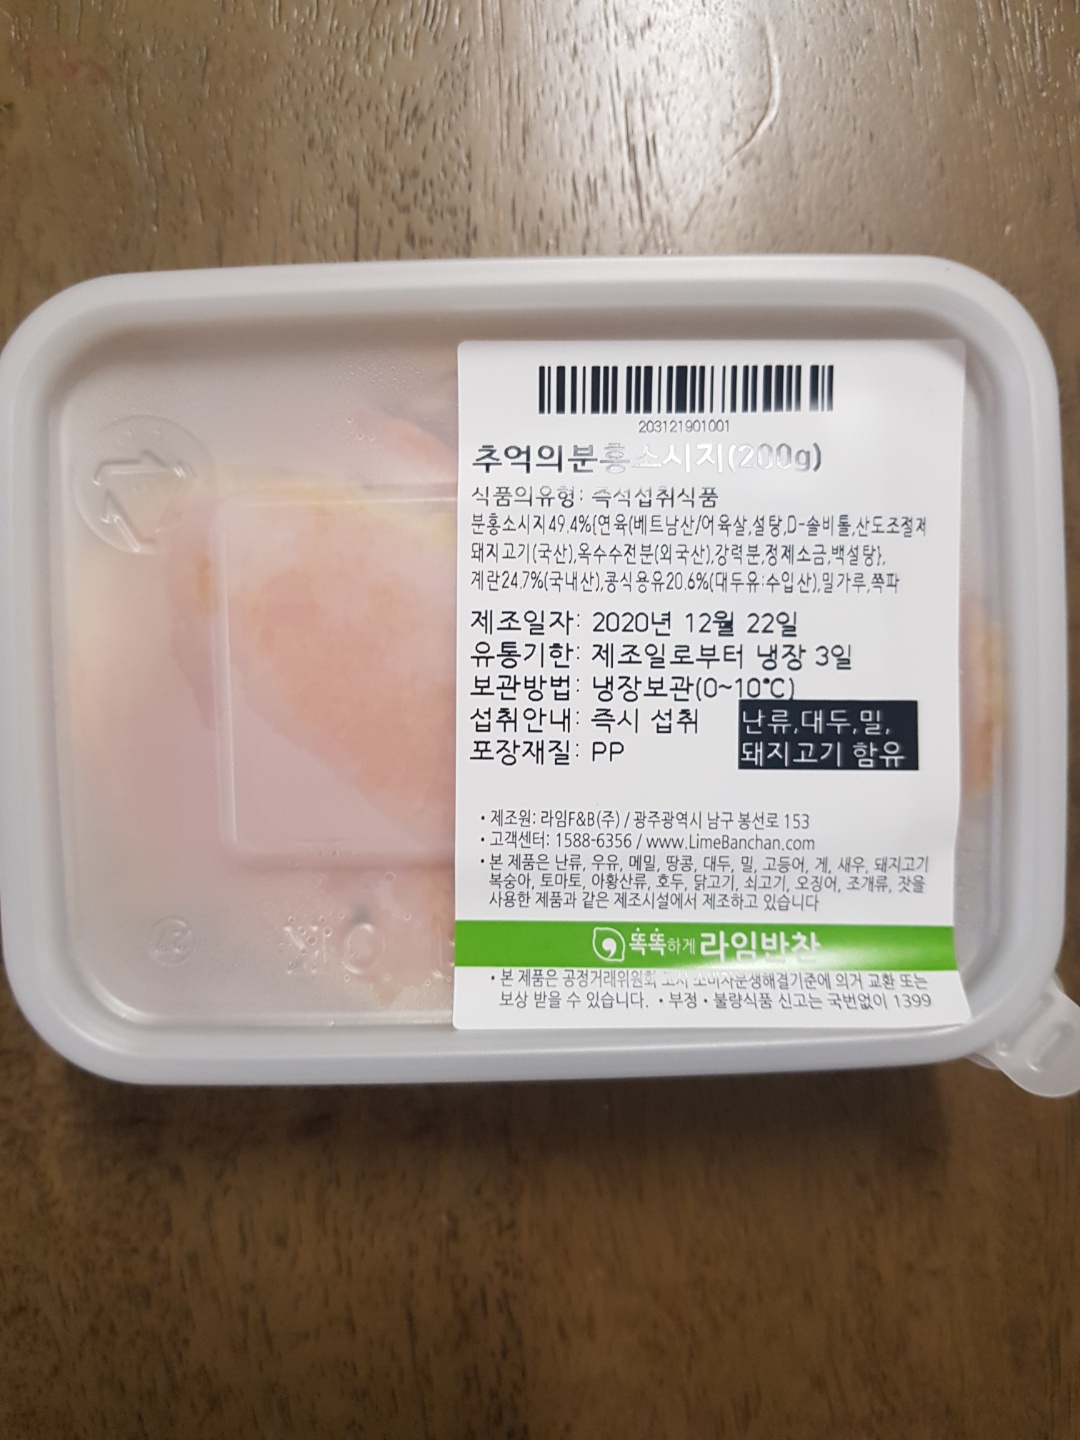 203121901001
추억의분홍소시지(200g)
식품의유형: 즉석섭취식품
분홍소시지49.4%{연육(베트남산/어육살,설탕,D-솔비톨,산도조절제
돼지고기(국산),옥수수전분(외국산),강력분,정제소금,백설탕},
계란24.7%(국내산),콩식용유20.6%(대두유:수입산),밀가루,쪽파
제조일자: 2020년 12월 22일
유통기한: 제조일로부터 냉장 3일
보관방법: 냉장보관(0~10℃)
섭취안내: 즉시 섭취
포장재질: PP
난류,대두,밀,
돼지고기 함유
• 제조원: 라임F&B(주) / 광주광역시 남구 봉선로 153
• 고객센터: 1588-6356 / www.LimeBanchan.com
• 본 제품은 난류, 우유, 메밀, 땅콩, 대두, 밀, 고등어, 게, 새우, 돼지고기
복숭아, 토마토, 아황산류, 호두, 닭고기, 쇠고기, 오징어, 조개류, 잣을
사용한 제품과 같은 제조시설에서 제조하고 있습니다
똑똑하게 라임반찬
• 본 제품은 공정거래위원회 고시 소비자분쟁해결기준에 의거 교환 또는
보상 받을 수 있습니다. • 부정 • 불량식품 신고는 국번없이 1399